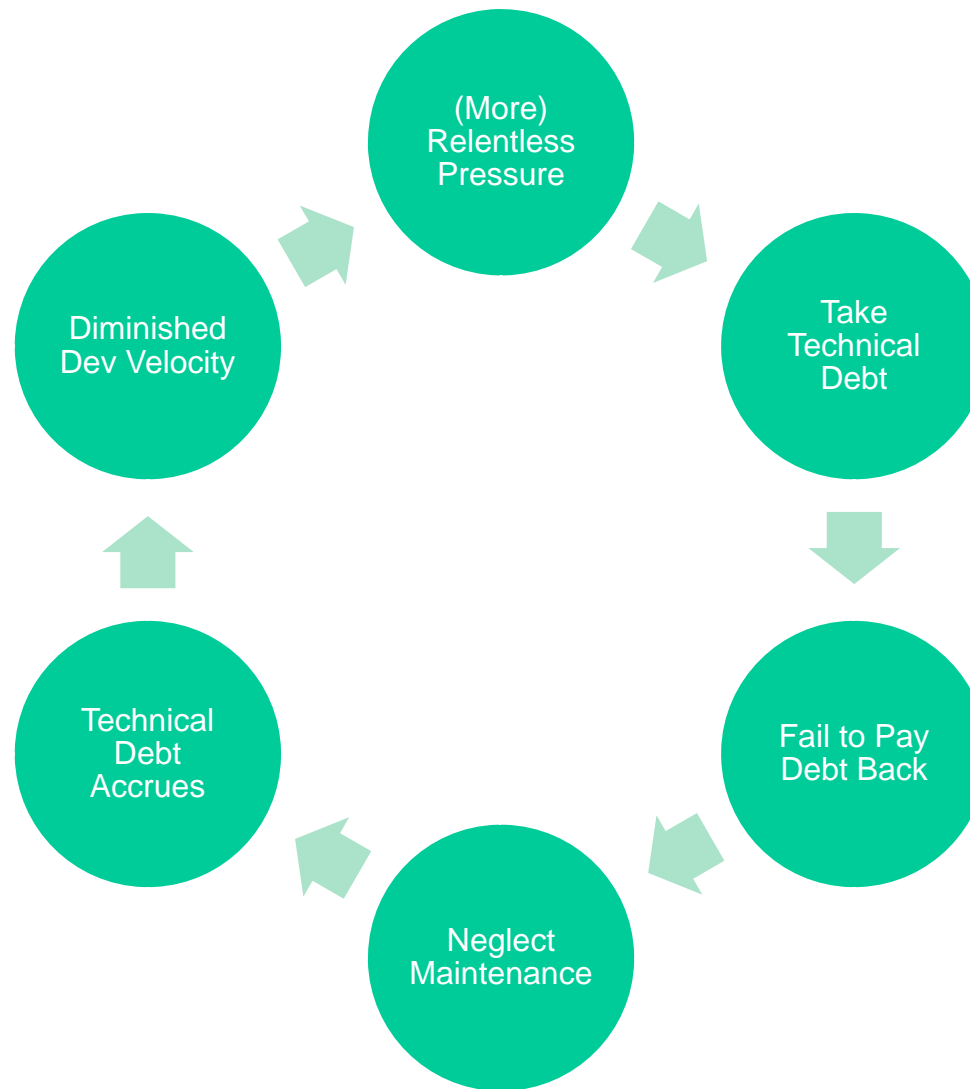 (More)
Relentless
Pressure
Take
Technical
Debt
Fail to Pay
Debt Back
Neglect
Maintenance
Technical
Debt
Accrues
Diminished
Dev Velocity